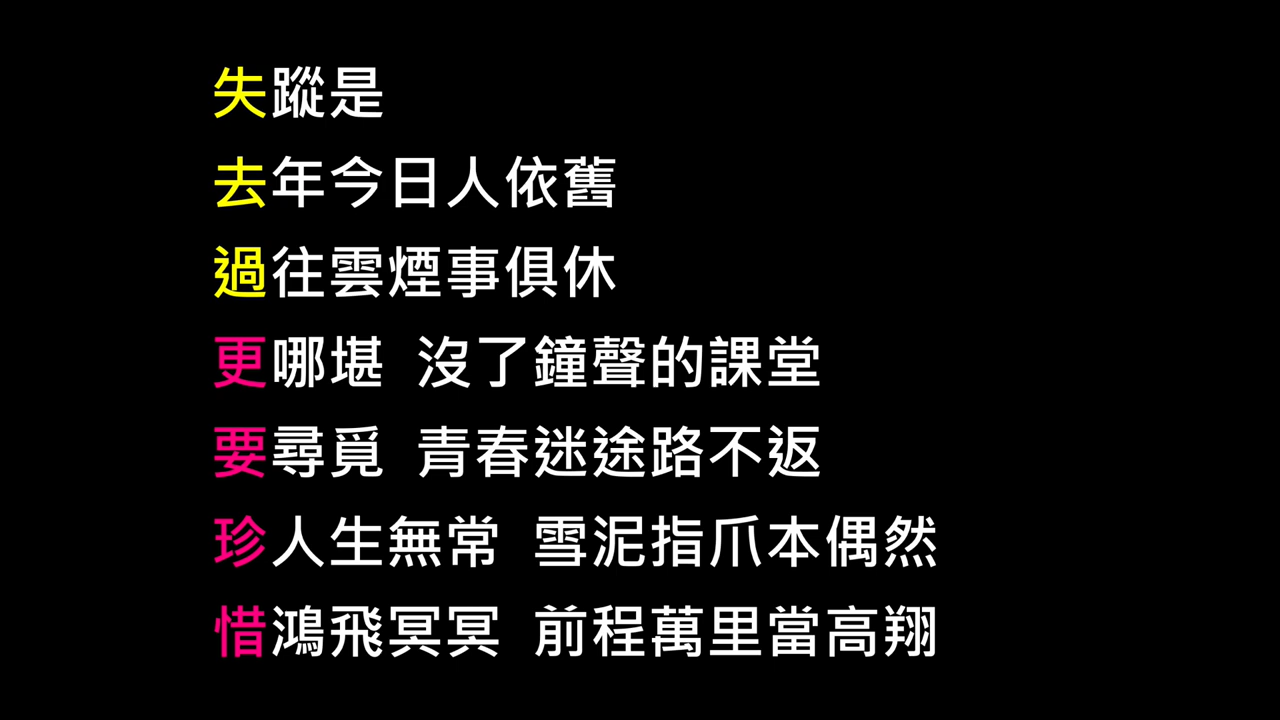 失蹤是
去年今日人依舊
過往雲煙事俱休
更哪堪 沒了鐘聲的課堂
要尋覓 青春迷途路不返
珍人生無常 雪泥指爪本偶然
惜鴻飛冥冥 前程萬里當高翔